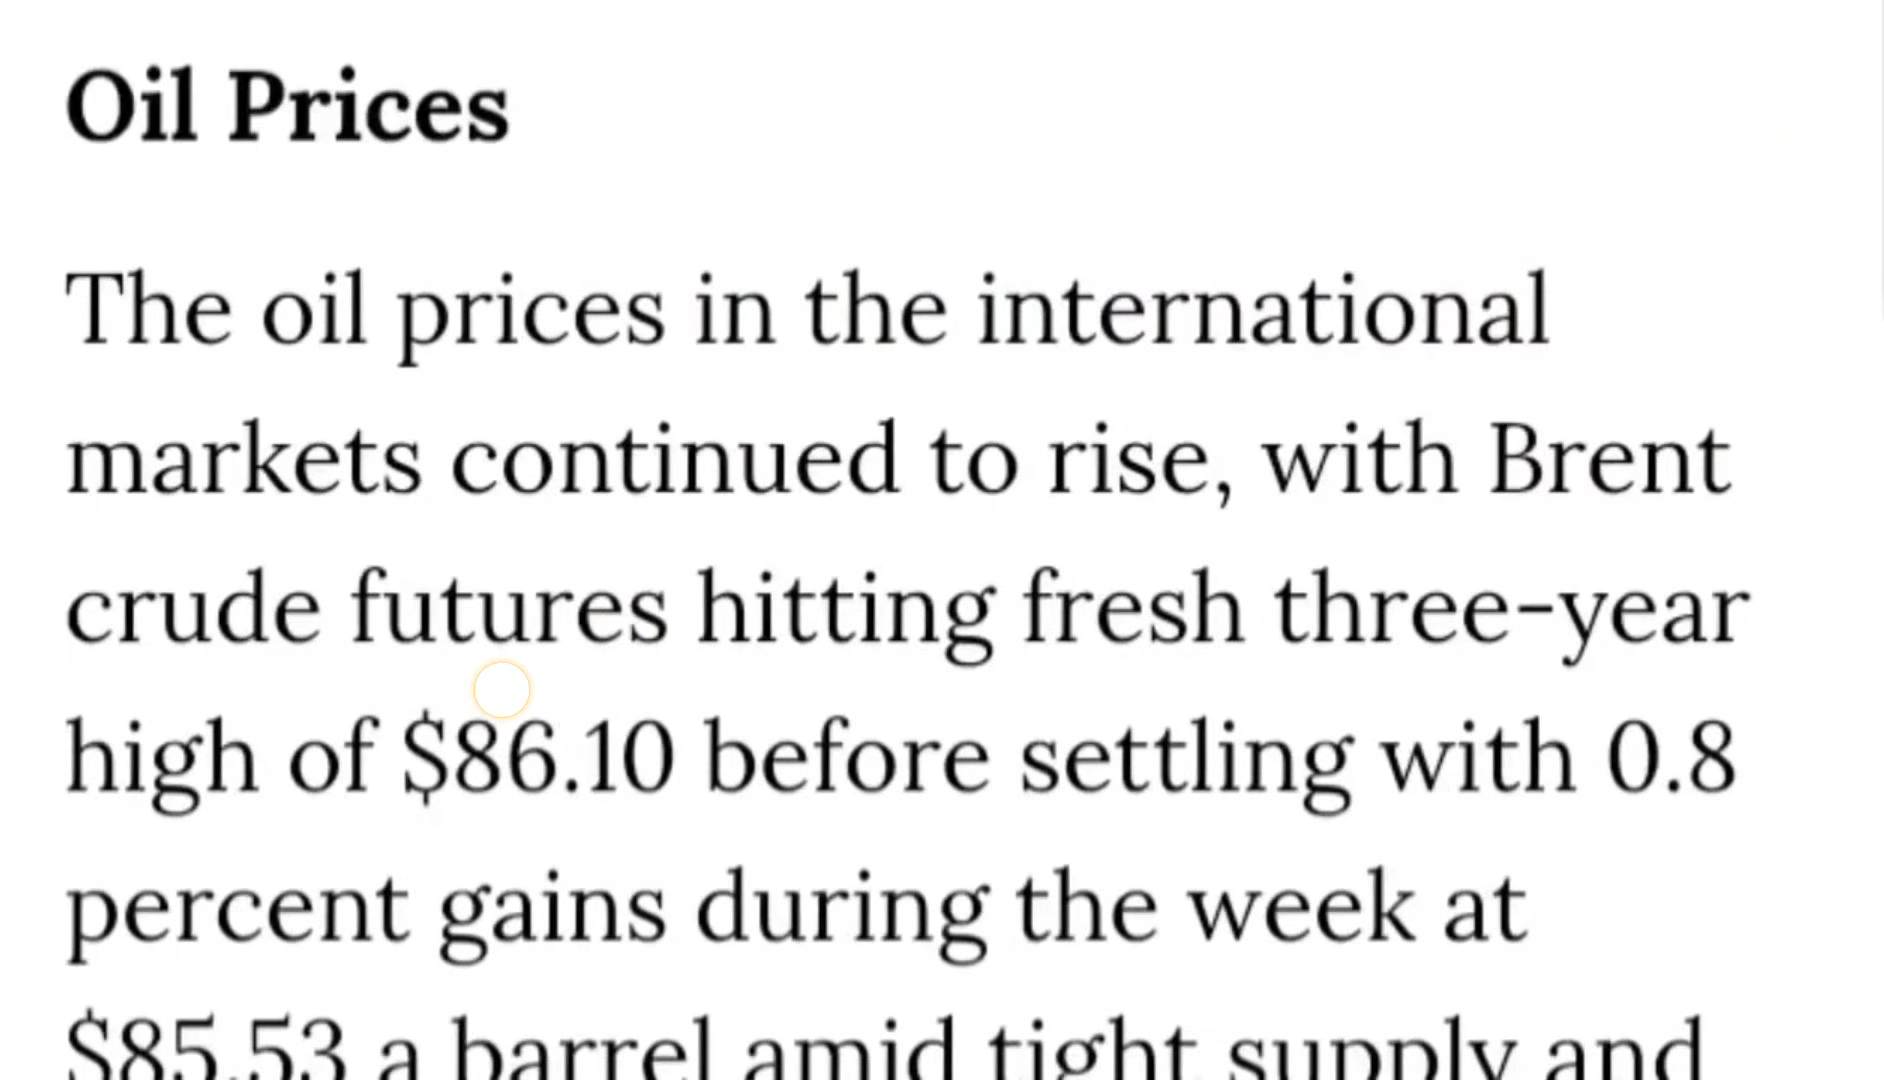 Oil Prices
The oil prices in the international
markets continued to rise, with Brent
crude futures hitting fresh three-year
high of $86.10 before settling with 0.8
percent gains during the week at
$85.53 a barrel amid tight supply and